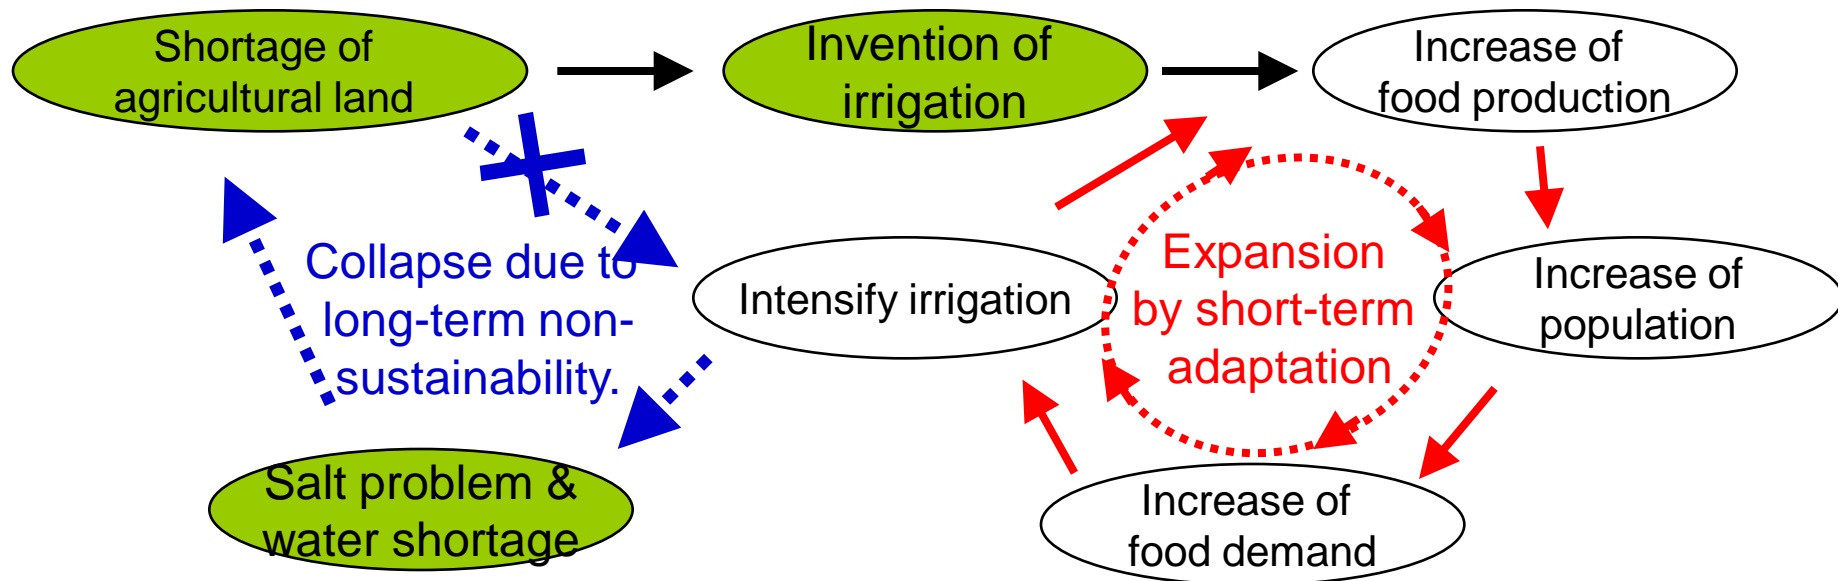 Shortage of
agricultural land
Invention of
irrigation
Increase of
food production
Collapse due to
long-term non-
sustainability.
Intensify irrigation
Expansion
by short-term
adaptation
Increase of
population
Salt problem &
water shortage
Increase of
food demand